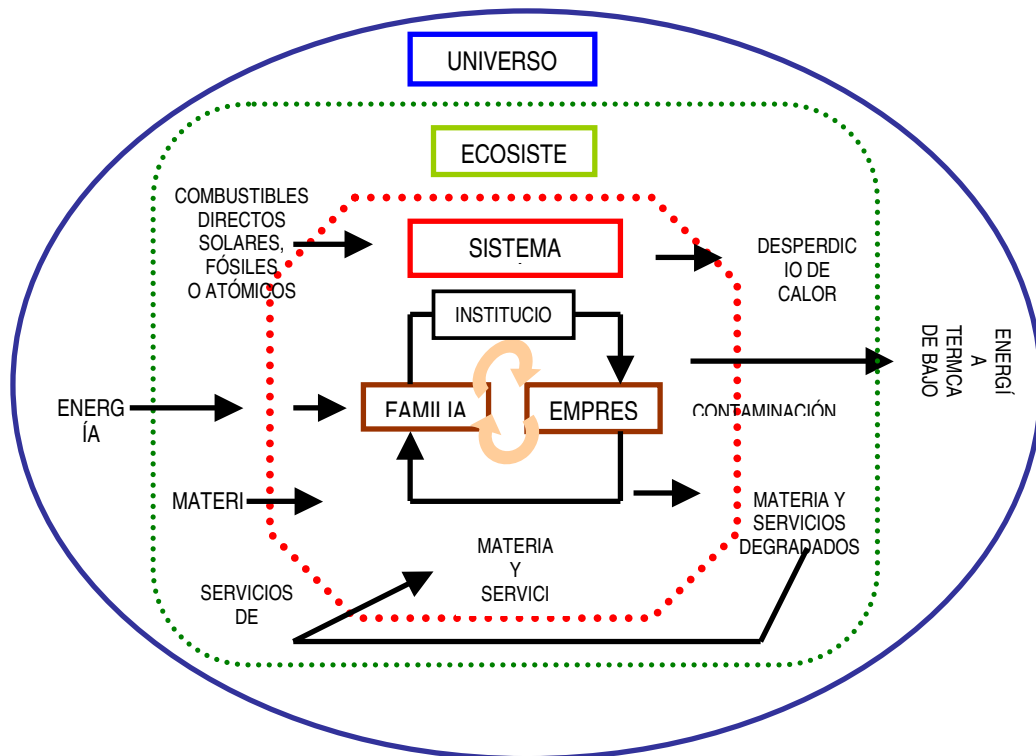 UNIVERSO
ECOSISTE
COMBUSTIBLES
DIRECTOS
SOLARES,
FÓSILES
O ATÓMICOS
SISTEMA
DESPERDIC
IO DE
CALOR
INSTITUCIO
ENERGÍ
A
TERMCA
DE BAJO
ENERG
ÍA
FAMILIA
EMPRES
CONTAMINACIÓN
MATERI
MATERIA Y
SERVICIOS
DEGRADADOS
MATERIA
Y
SERVICI
SERVICIOS
DE